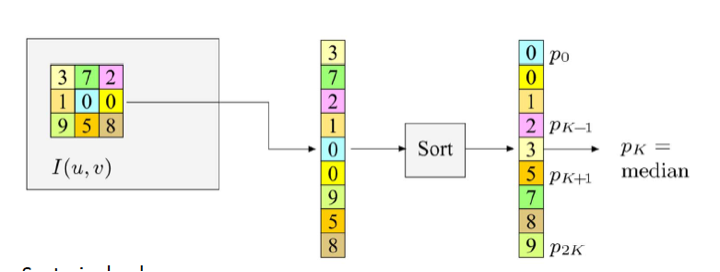 3 7 2
1 0 0
9 5 8
I(u, v)
3
7
2
1
0
0
9
5
8
Sort
0 p0
0
1
2 pK−1
3
5 pK+1
7
8
9 p2K
pK =
median